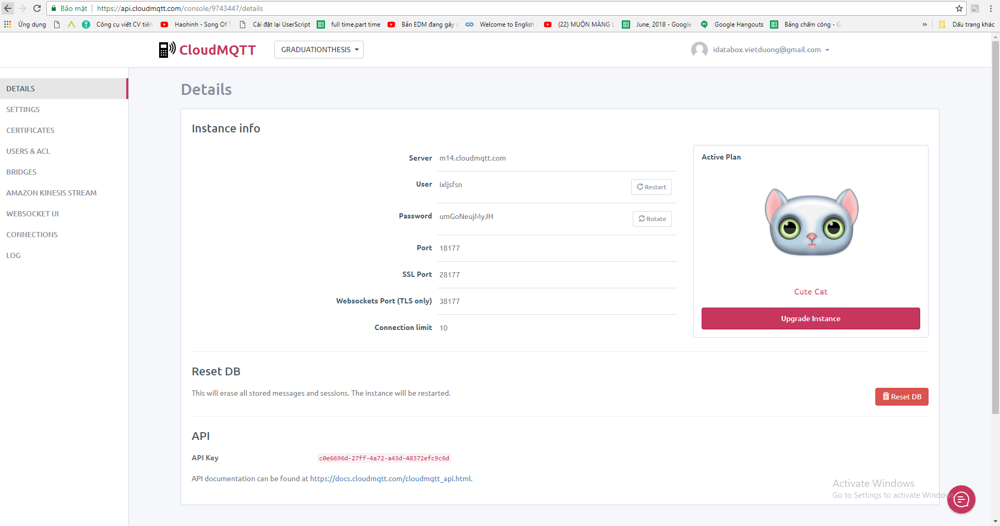 Bảo mật https://api.cloudmqtt.com/console/9743447/details
Ứng dụng Công cụ viết CV tiến Haohinh - Song Of T Cài đặt lại UserScript full time.part time Bản EDM đang gây s Welcome to English (22) MUỘN MÀNG L June, 2018 - Google Google Hangouts Bảng chấm công - G » Dấu trang khác
CloudMQTT GRADUATIONTHESIS idatabox.vietduong@gmail.com
DETAILS
SETTINGS
CERTIFICATES
USERS & ACL
BRIDGES
AMAZON KINESIS STREAM
WEBSOCKET UI
CONNECTIONS
LOG
Details
Instance info
Server m14.cloudmqtt.com
User ixljsfsn Restart
Password umGoNeujMyJH Rotate
Port 18177
SSL Port 28177
Websockets Port (TLS only) 38177
Connection limit 10
Active Plan
Cute Cat
Upgrade Instance
Reset DB
This will erase all stored messages and sessions. The instance will be restarted.
Reset DB
API
API Key c0e6696d-27ff-4a72-a43d-48372efc9c6d
API documentation can be found at https://docs.cloudmqtt.com/cloudmqtt_api.html.
Activate Windows
Go to Settings to activate Windows